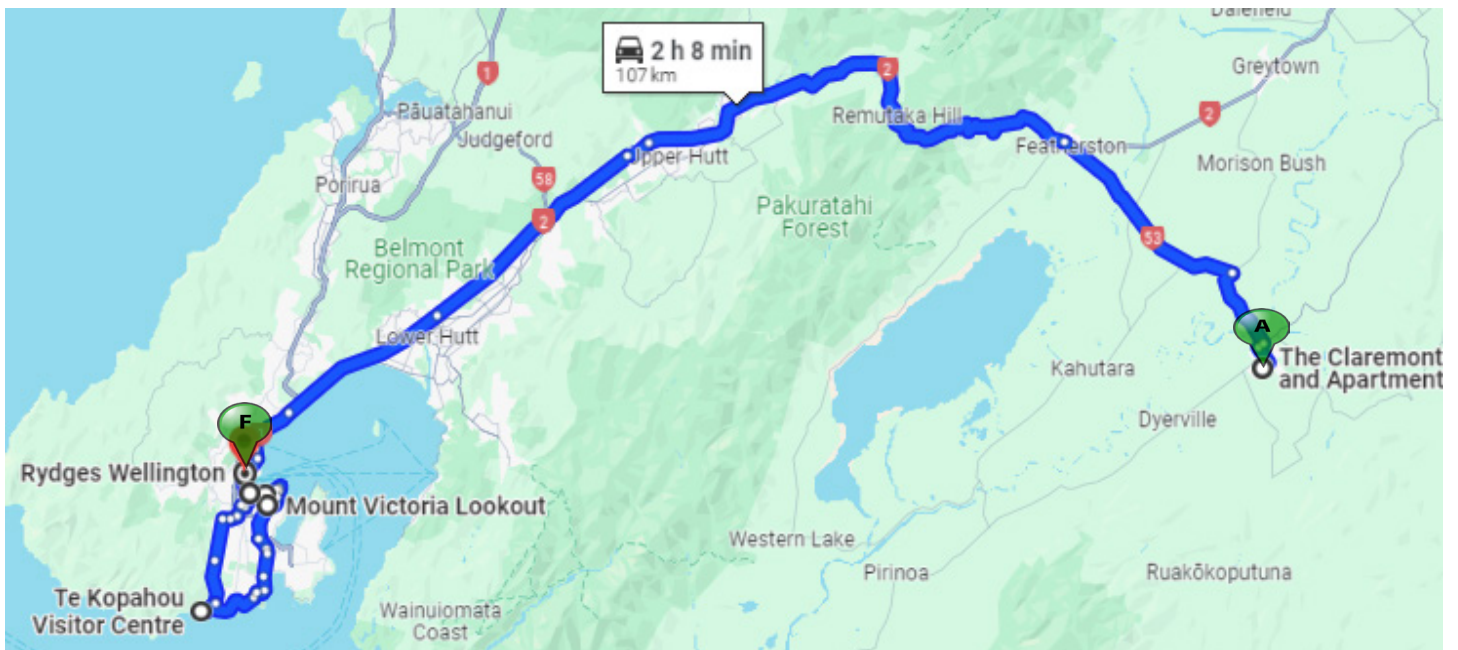 Dalefield
2 h 8 min
107 km
2
1
Greytown
Pāuatahanui
Remutaka Hill
2
Judgeford
Featherston
Upper Hutt
Morison Bush
58
Porirua
Pakuratahi
Forest
2
53
Belmont
Regional Park
A
Lower Hutt
The Claremont
and Apartment
Kahutara
F
Dyerville
Rydges Wellington
Mount Victoria Lookout
Western Lake
Pirinoa
Ruakōkoputuna
Te Kopahou
Visitor Centre
Wainuiomata
Coast